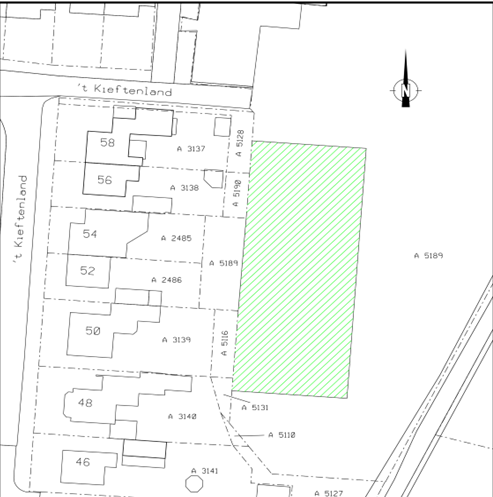 't Kieftenland
N
58
A 3137
A 5128
56
A 3138
A 5190
't Kieftenland
54
A 2485
A 5189
A 5189
52
A 2486
50
A 3139
A 5116
48
A 3140
A 5131
A 5110
46
A 3141
A 5127